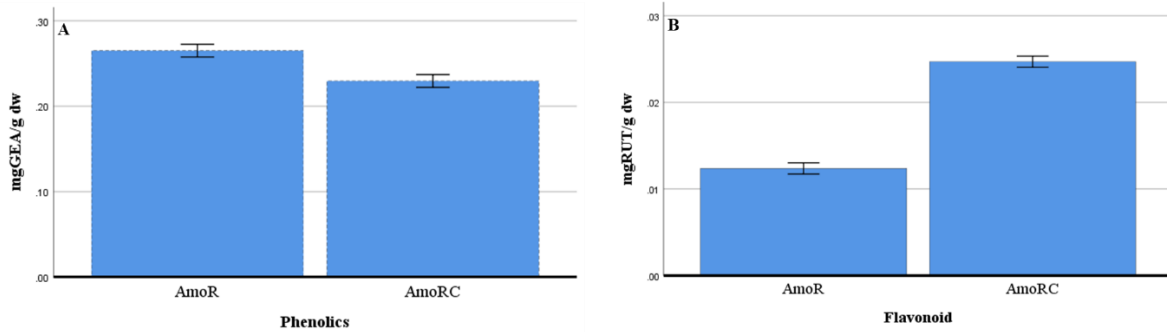 A
.30
.20
.10
.00
mgGEA/g dw
AmoR
AmoRC
Phenolics
B
.03
.02
.01
.00
mgRUT/g dw
AmoR
AmoRC
Flavonoid